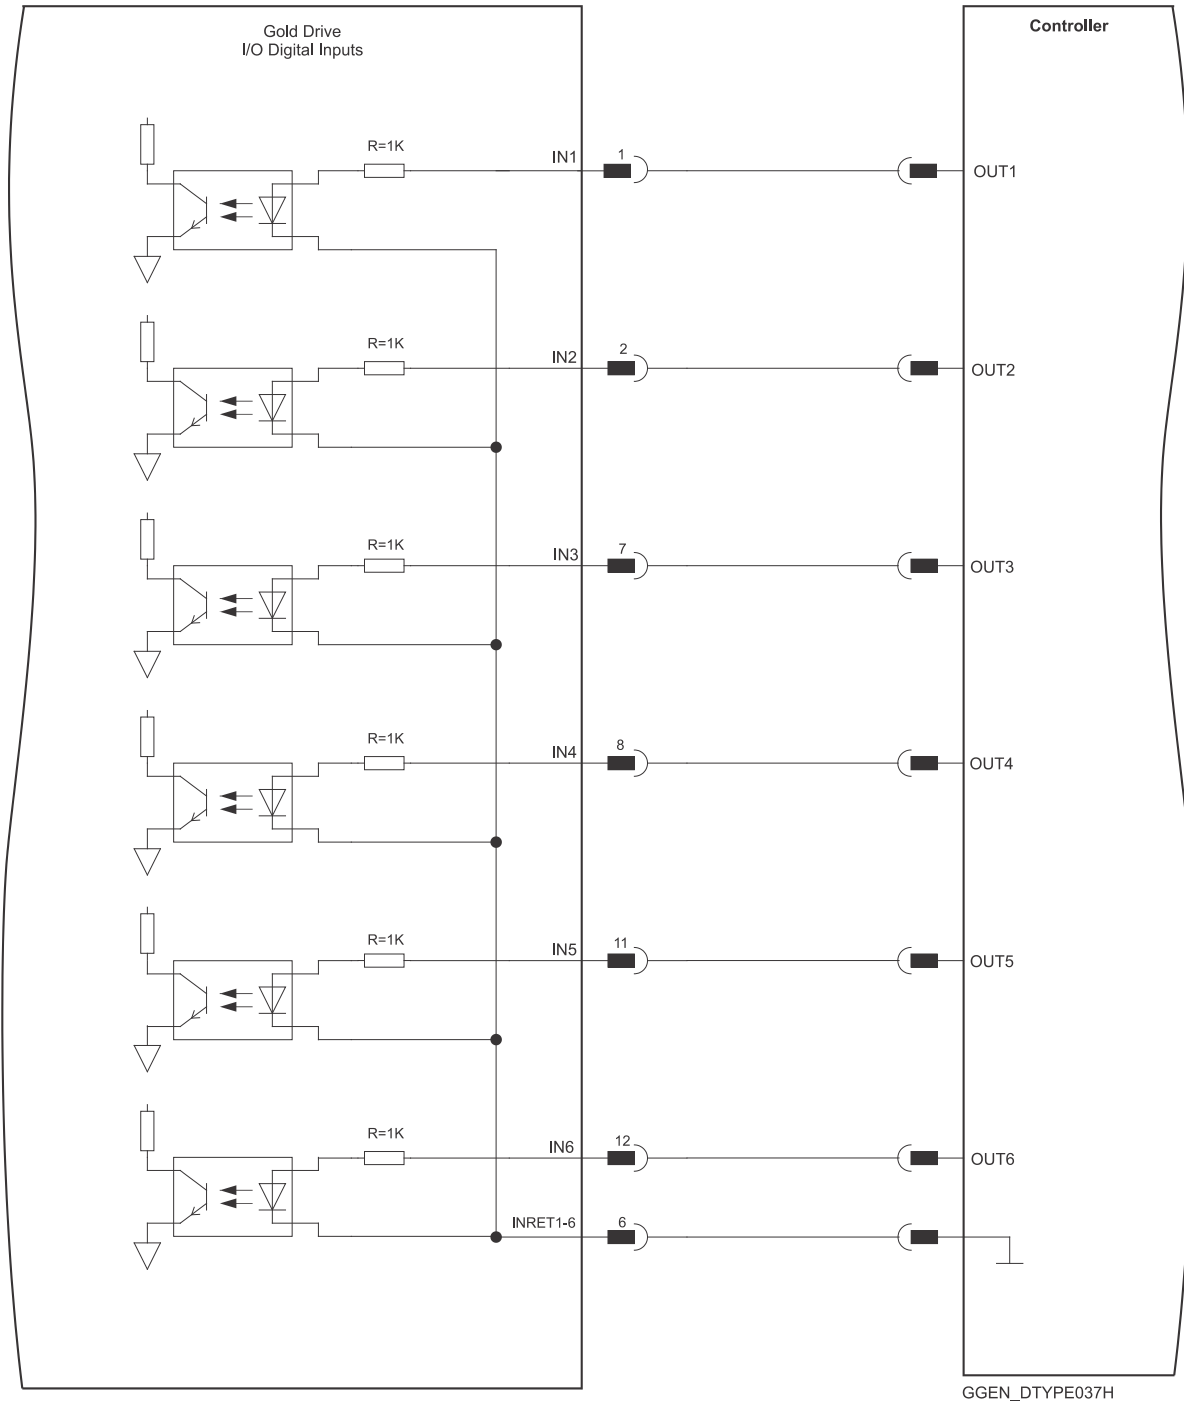 Gold Drive
I/O Digital Inputs
Controller
R=1K
IN1
1
OUT1
R=1K
IN2
2
OUT2
R=1K
IN3
7
OUT3
R=1K
IN4
8
OUT4
R=1K
IN5
11
OUT5
R=1K
IN6
12
OUT6
INRET1-6
6
GGEN_DTYPE037H